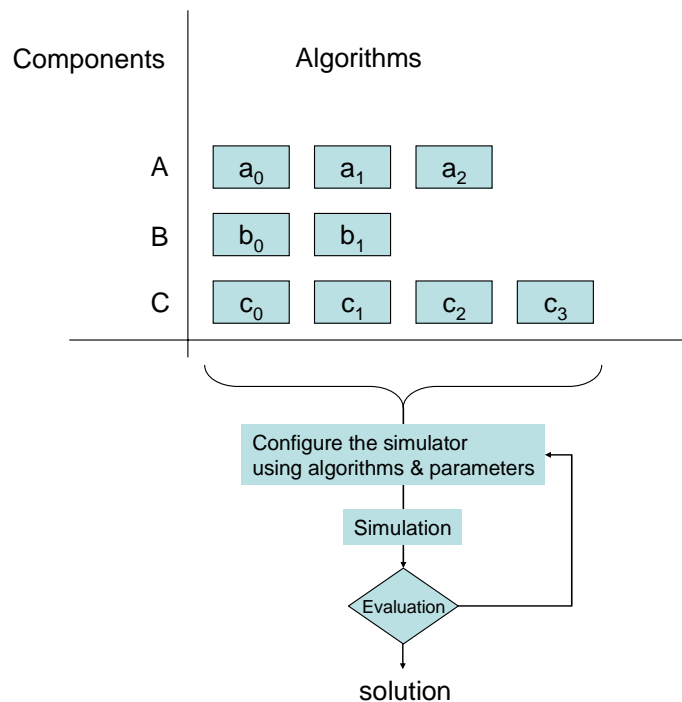 Components Algorithms
A a₀ a₁ a₂
B b₀ b₁
C c₀ c₁ c₂ c₃
Configure the simulator
using algorithms & parameters
Simulation
Evaluation
solution